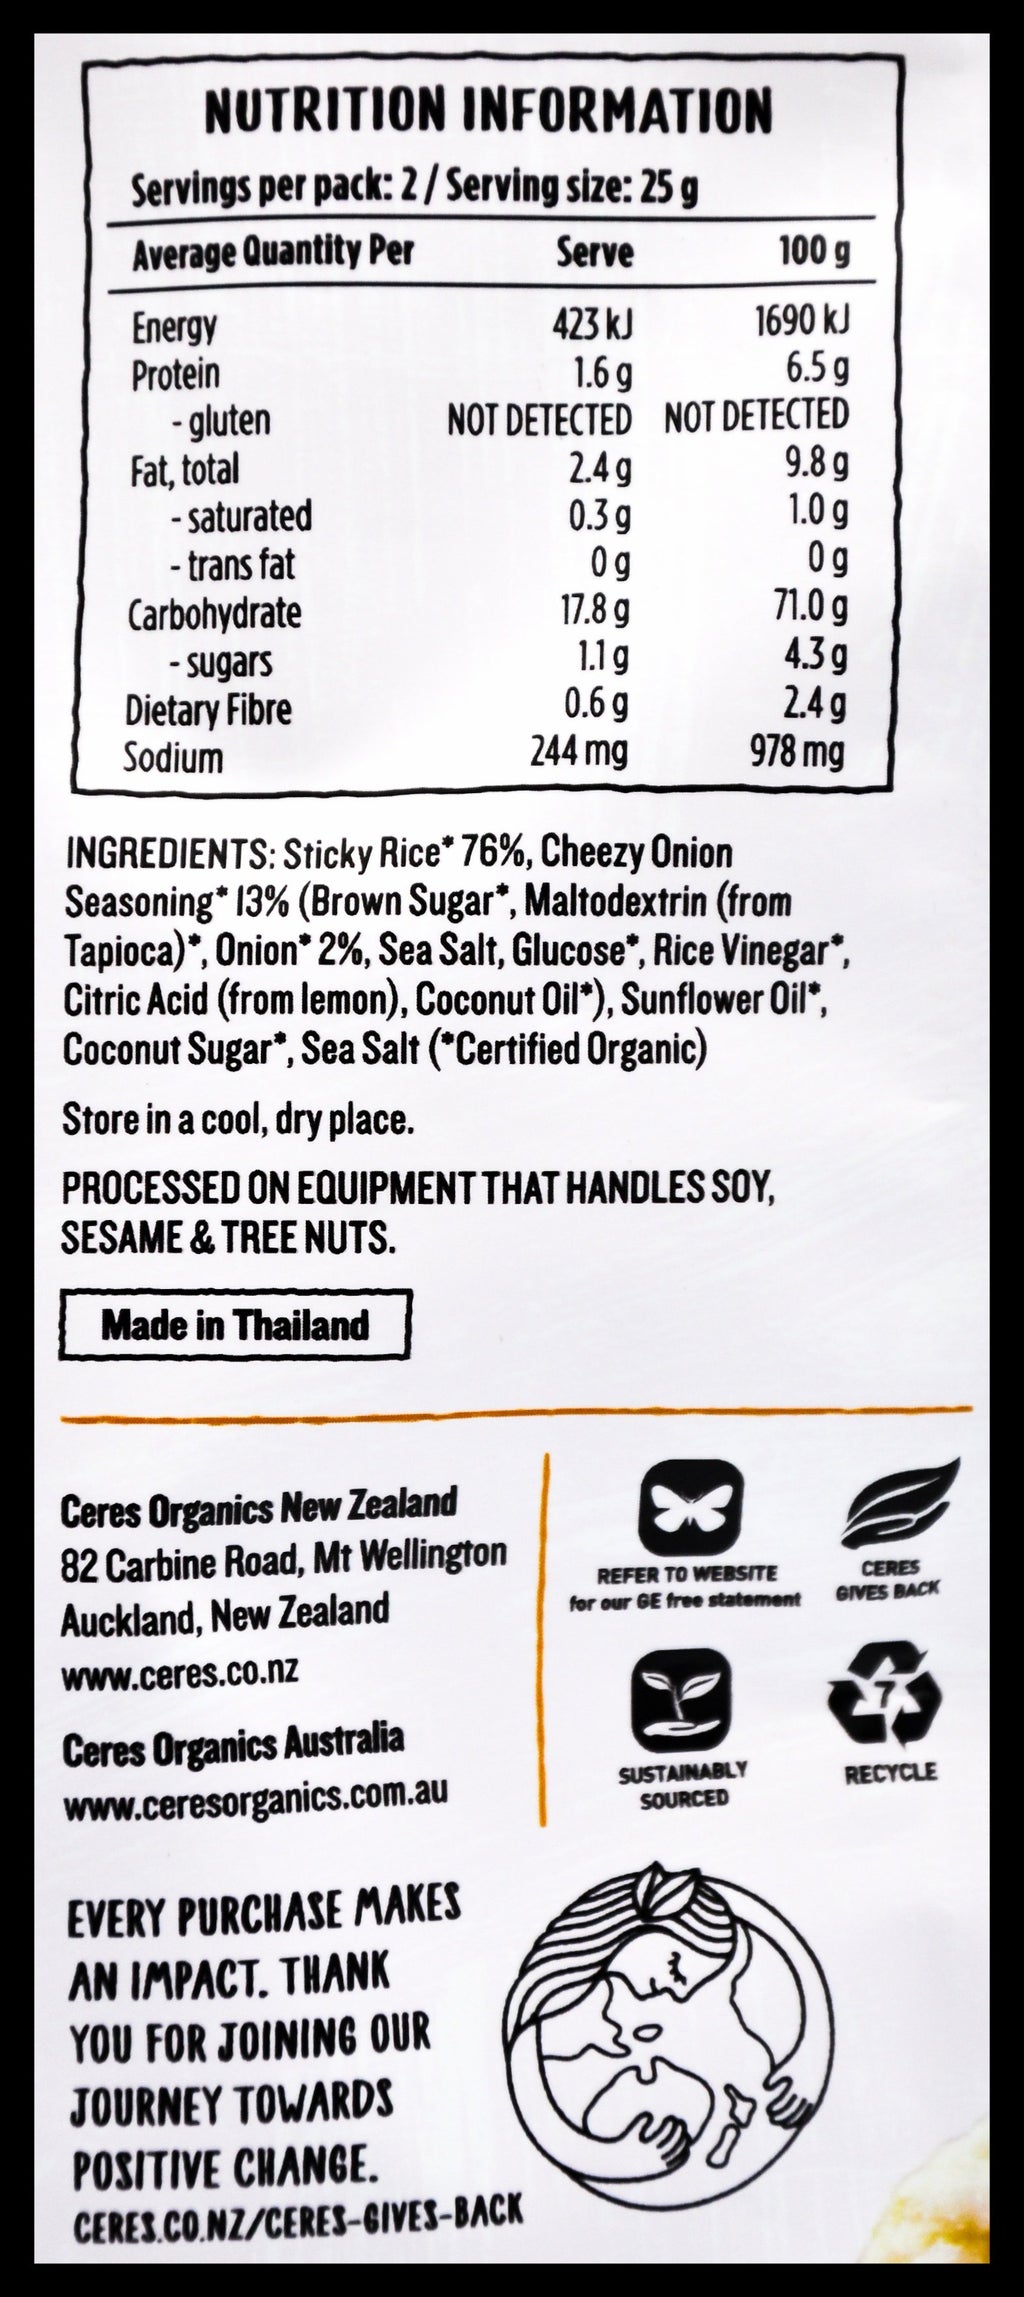 NUTRITION INFORMATION
Servings per pack: 2 / Serving size: 25 g
Average Quantity Per Serve 100 g
Energy 423 kJ 1690 kJ
Protein 1.6 g 6.5 g
- gluten NOT DETECTED NOT DETECTED
Fat, total 2.4 g 9.8 g
- saturated 0.3 g 1.0 g
- trans fat 0 g 0 g
Carbohydrate 17.8 g 71.0 g
- sugars 1.1 g 4.3 g
Dietary Fibre 0.6 g 2.4 g
Sodium 244 mg 978 mg
INGREDIENTS: Sticky Rice* 76%, Cheezy Onion
Seasoning* 13% (Brown Sugar*, Maltodextrin (from
Tapioca)*, Onion* 2%, Sea Salt, Glucose*, Rice Vinegar*,
Citric Acid (from lemon), Coconut Oil*), Sunflower Oil*,
Coconut Sugar*, Sea Salt (*Certified Organic)
Store in a cool, dry place.
PROCESSED ON EQUIPMENT THAT HANDLES SOY,
SESAME & TREE NUTS.
Made in Thailand
Ceres Organics New Zealand
82 Carbine Road, Mt Wellington
Auckland, New Zealand
www.ceres.co.nz
Ceres Organics Australia
www.ceresorganics.com.au
REFER TO WEBSITE
for our GE free statement
CERES
GIVES BACK
SUSTAINABLY
SOURCED
7
RECYCLE
EVERY PURCHASE MAKES
AN IMPACT. THANK
YOU FOR JOINING OUR
JOURNEY TOWARDS
POSITIVE CHANGE.
CERES.CO.NZ/CERES-GIVES-BACK